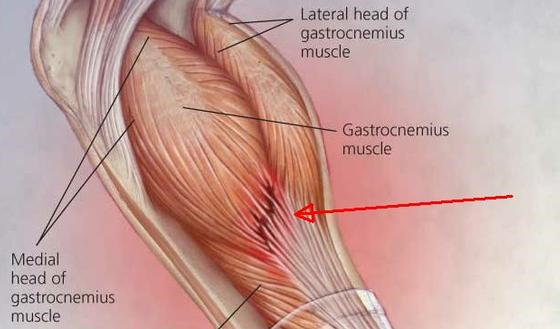 Lateral head of
gastrocnemius
muscle
Gastrocnemius
muscle
Medial
head of
gastrocnemius
muscle